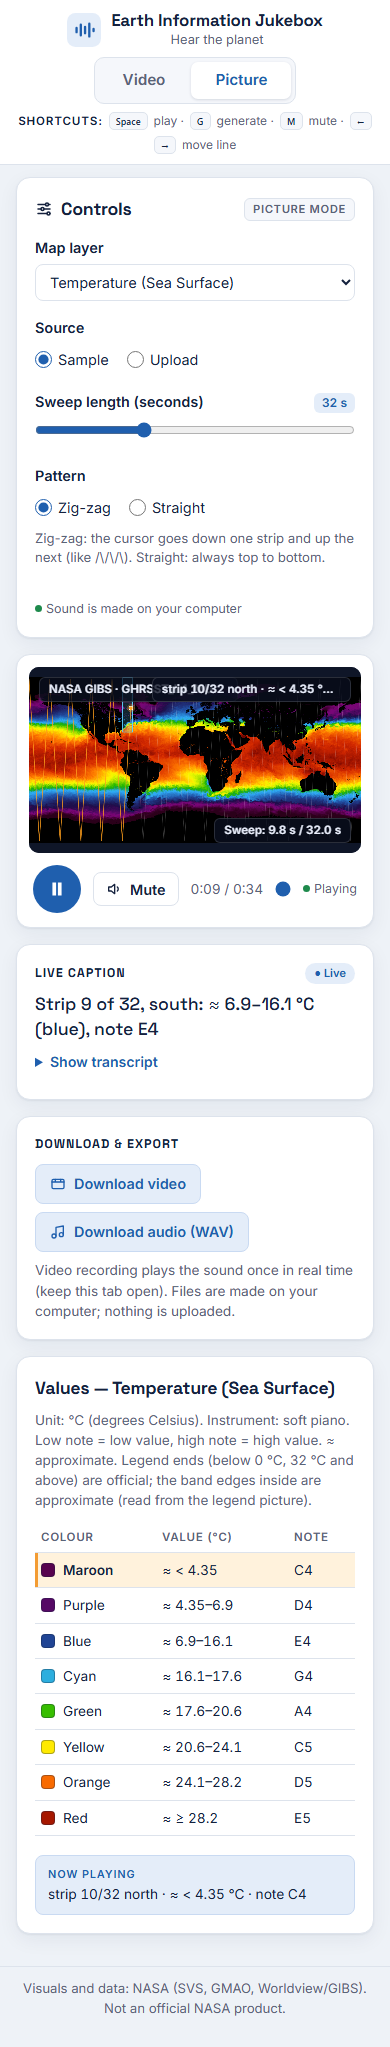 Earth Information Jukebox
Hear the planet
Video Picture
SHORTCUTS: Space play · G generate · M mute · ←
→ move line
Controls PICTURE MODE
Map layer
Temperature (Sea Surface)
Source
Sample Upload
Sweep length (seconds) 32 s
Pattern
Zig-zag Straight
Zig-zag: the cursor goes down one strip and up the
next (like /\/\/\). Straight: always top to bottom.
Sound is made on your computer
NASA GIBS · GHRS strip 10/32 north · ≈ < 4.35 °...
Sweep: 9.8 s / 32.0 s
Mute 0:09 / 0:34 Playing
LIVE CAPTION Live
Strip 9 of 32, south: ≈ 6.9–16.1 °C
(blue), note E4
Show transcript
DOWNLOAD & EXPORT
Download video
Download audio (WAV)
Video recording plays the sound once in real time
(keep this tab open). Files are made on your
computer; nothing is uploaded.
Values — Temperature (Sea Surface)
Unit: °C (degrees Celsius). Instrument: soft piano.
Low note = low value, high note = high value. ≈
approximate. Legend ends (below 0 °C, 32 °C and
above) are official; the band edges inside are
approximate (read from the legend picture).
COLOUR VALUE (°C) NOTE
Maroon ≈ < 4.35 C4
Purple ≈ 4.35–6.9 D4
Blue ≈ 6.9–16.1 E4
Cyan ≈ 16.1–17.6 G4
Green ≈ 17.6–20.6 A4
Yellow ≈ 20.6–24.1 C5
Orange ≈ 24.1–28.2 D5
Red ≈ ≥ 28.2 E5
NOW PLAYING
strip 10/32 north · ≈ < 4.35 °C · note C4
Visuals and data: NASA (SVS, GMAO, Worldview/GIBS).
Not an official NASA product.